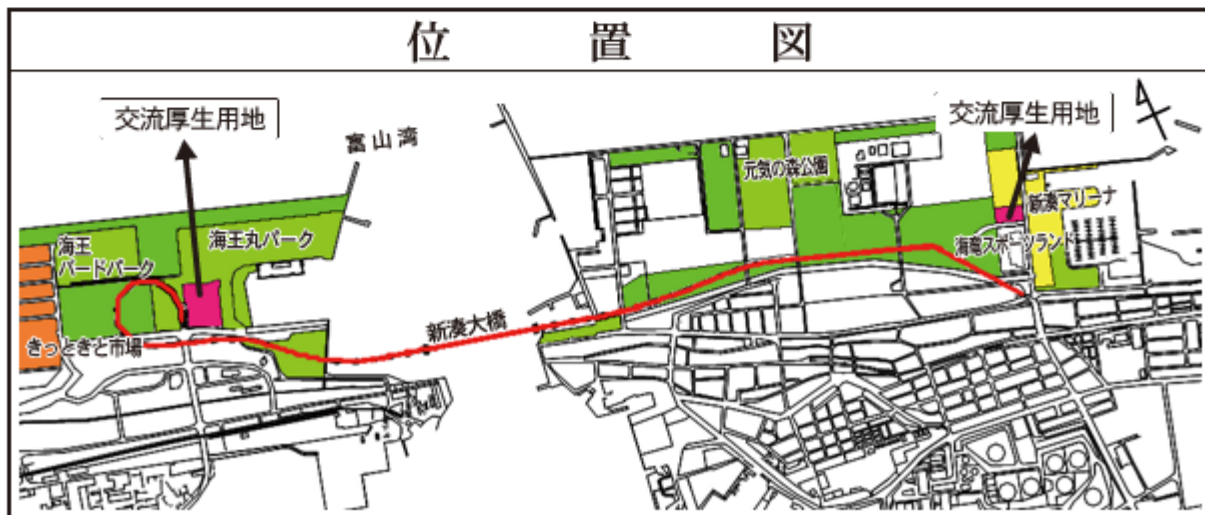 位置図
交流厚生用地
富山湾
交流厚生用地
元気の森公園
新湊マリーナ
海王
バードパーク
海王丸パーク
海竜スポーツランド
新湊大橋
きっときと市場